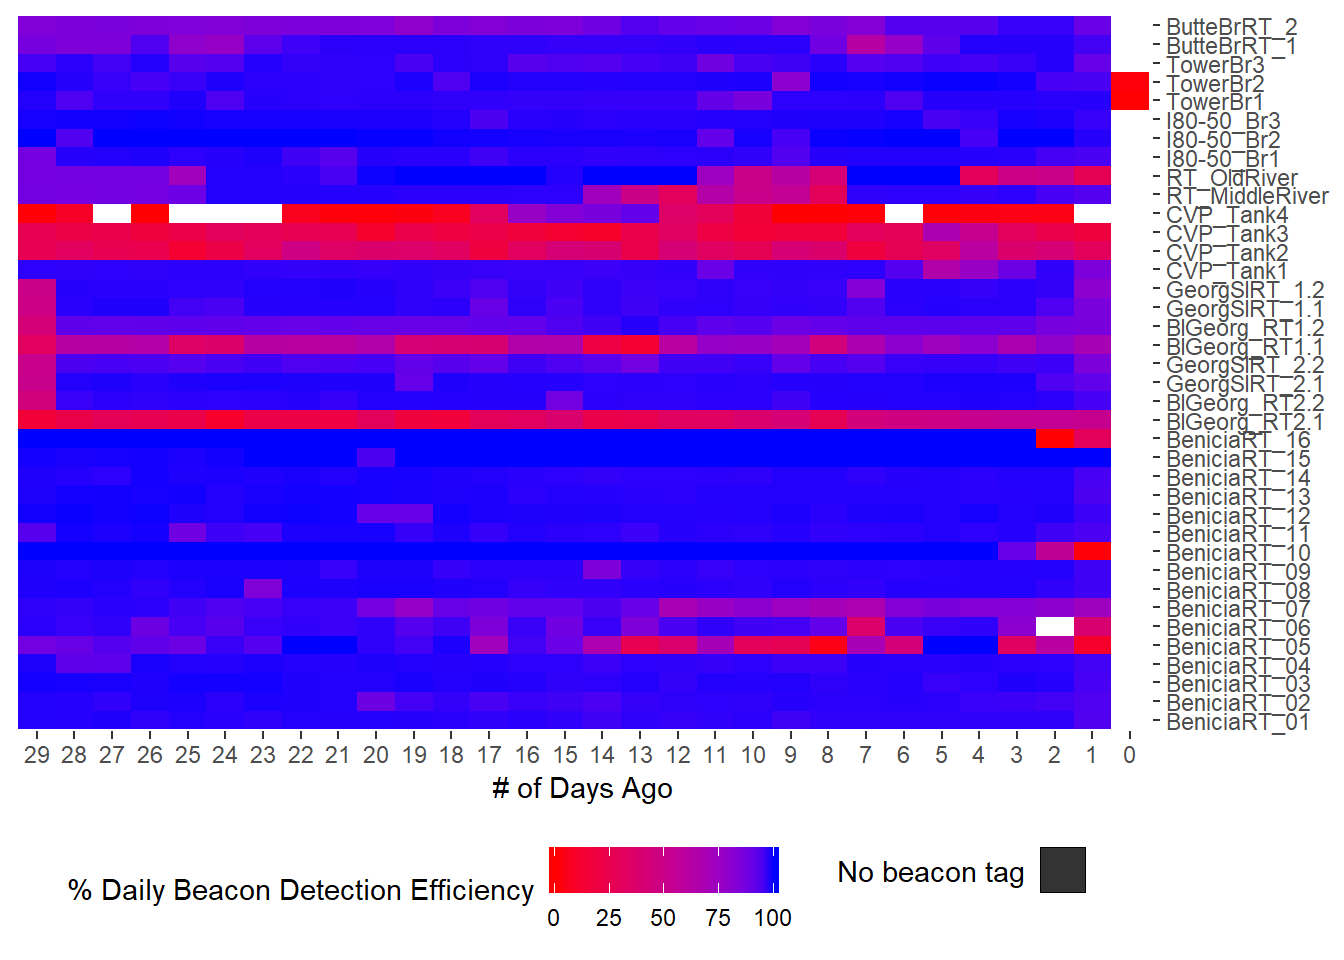 ButteBrRT_2
ButteBrRT_1
TowerBr3
TowerBr2
TowerBr1
I80-50_Br3
I80-50_Br2
I80-50_Br1
RT_OldRiver
RT_MiddleRiver
CVP_Tank4
CVP_Tank3
CVP_Tank2
CVP_Tank1
GeorgSlRT_1.2
GeorgSlRT_1.1
BlGeorg_RT1.2
BlGeorg_RT1.1
GeorgSlRT_2.2
GeorgSlRT_2.1
BlGeorg_RT2.2
BlGeorg_RT2.1
BeniciaRT_16
BeniciaRT_15
BeniciaRT_14
BeniciaRT_13
BeniciaRT_12
BeniciaRT_11
BeniciaRT_10
BeniciaRT_09
BeniciaRT_08
BeniciaRT_07
BeniciaRT_06
BeniciaRT_05
BeniciaRT_04
BeniciaRT_03
BeniciaRT_02
BeniciaRT_01
29 28 27 26 25 24 23 22 21 20 19 18 17 16 15 14 13 12 11 10 9 8 7 6 5 4 3 2 1 0
# of Days Ago
% Daily Beacon Detection Efficiency
0 25 50 75 100
No beacon tag